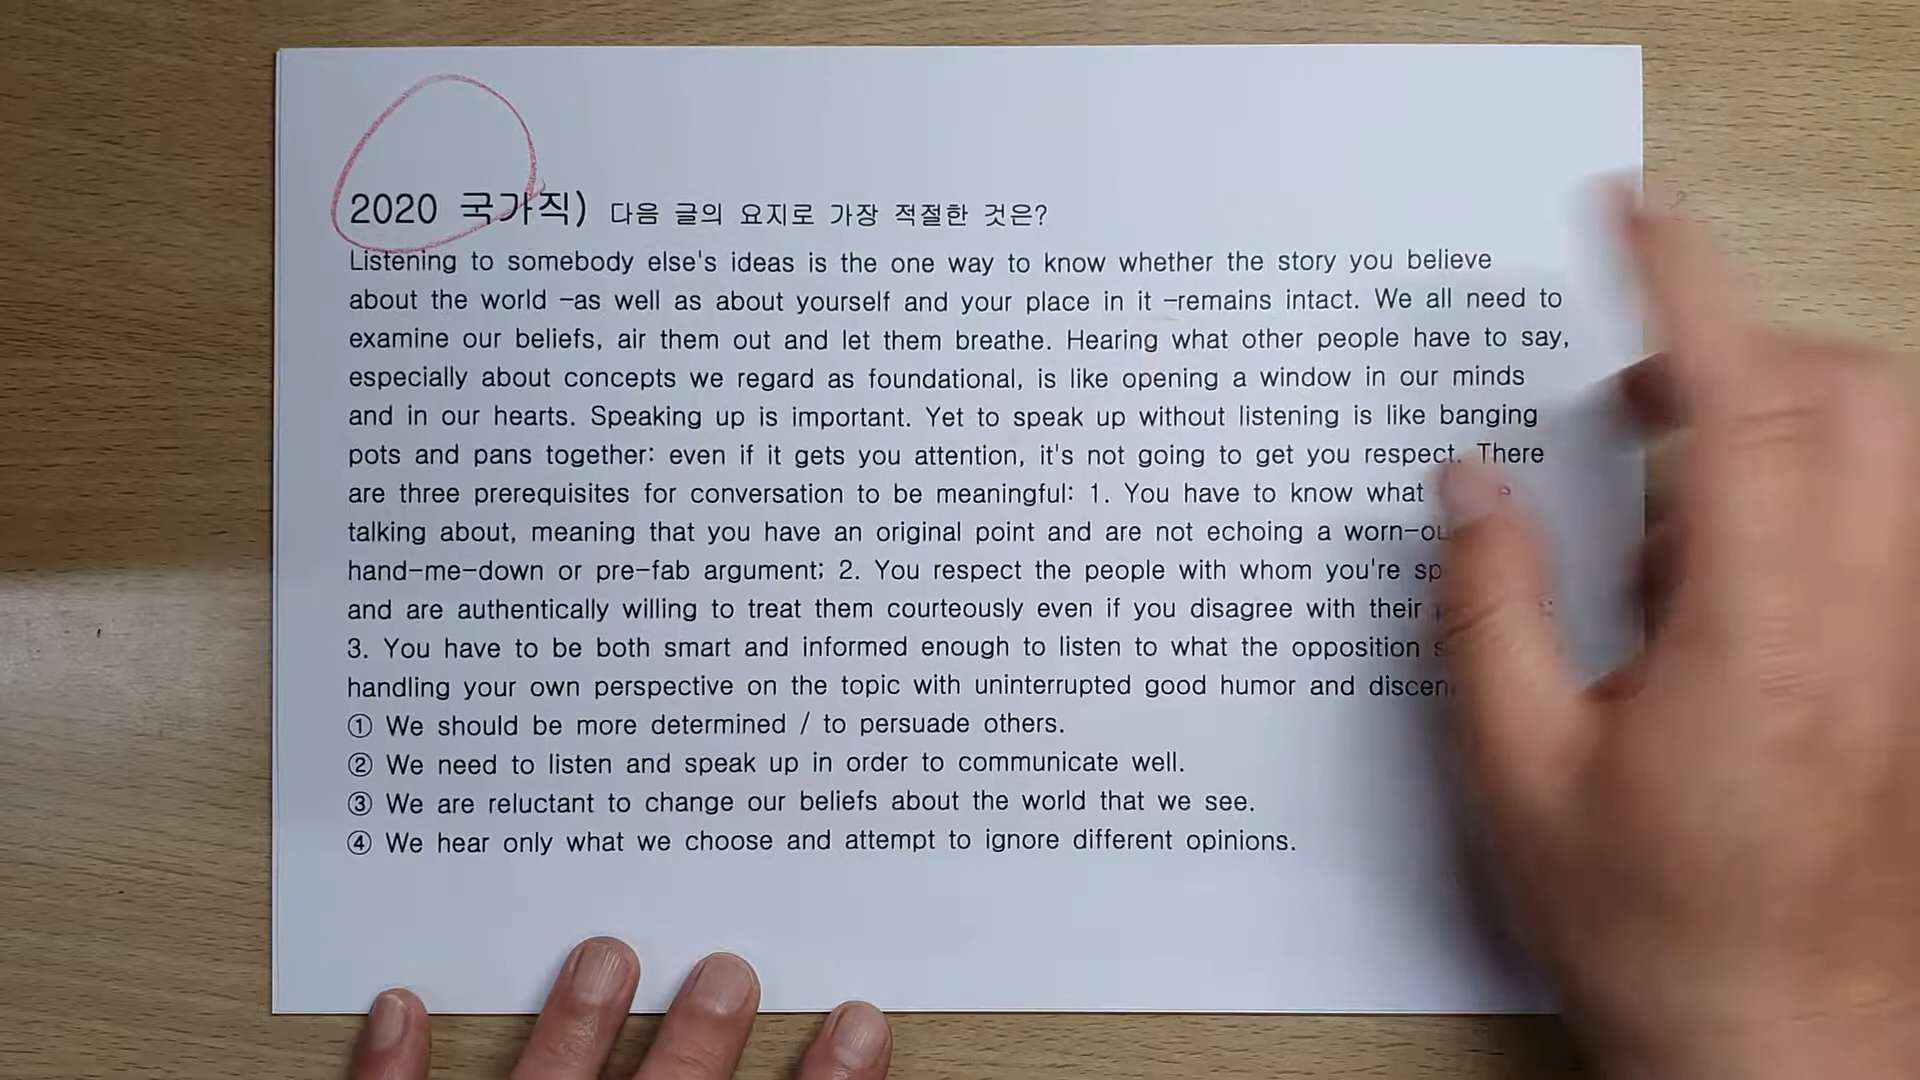 2020 국가직) 다음 글의 요지로 가장 적절한 것은?
Listening to somebody else's ideas is the one way to know whether the story you believe
about the world –as well as about yourself and your place in it –remains intact. We all need to
examine our beliefs, air them out and let them breathe. Hearing what other people have to say,
especially about concepts we regard as foundational, is like opening a window in our minds
and in our hearts. Speaking up is important. Yet to speak up without listening is like banging
pots and pans together: even if it gets you attention, it's not going to get you respect. There
are three prerequisites for conversation to be meaningful: 1. You have to know what
talking about, meaning that you have an original point and are not echoing a
hand-me-down or pre-fab argument; 2. You respect the people with whom you're
and are authentically willing to treat them courteously even if you disagree with their
3. You have to be both smart and informed enough to listen to what the opposition
handling your own perspective on the topic with uninterrupted good humor and
① We should be more determined / to persuade others.
② We need to listen and speak up in order to communicate well.
③ We are reluctant to change our beliefs about the world that we see.
④ We hear only what we choose and attempt to ignore different opinions.